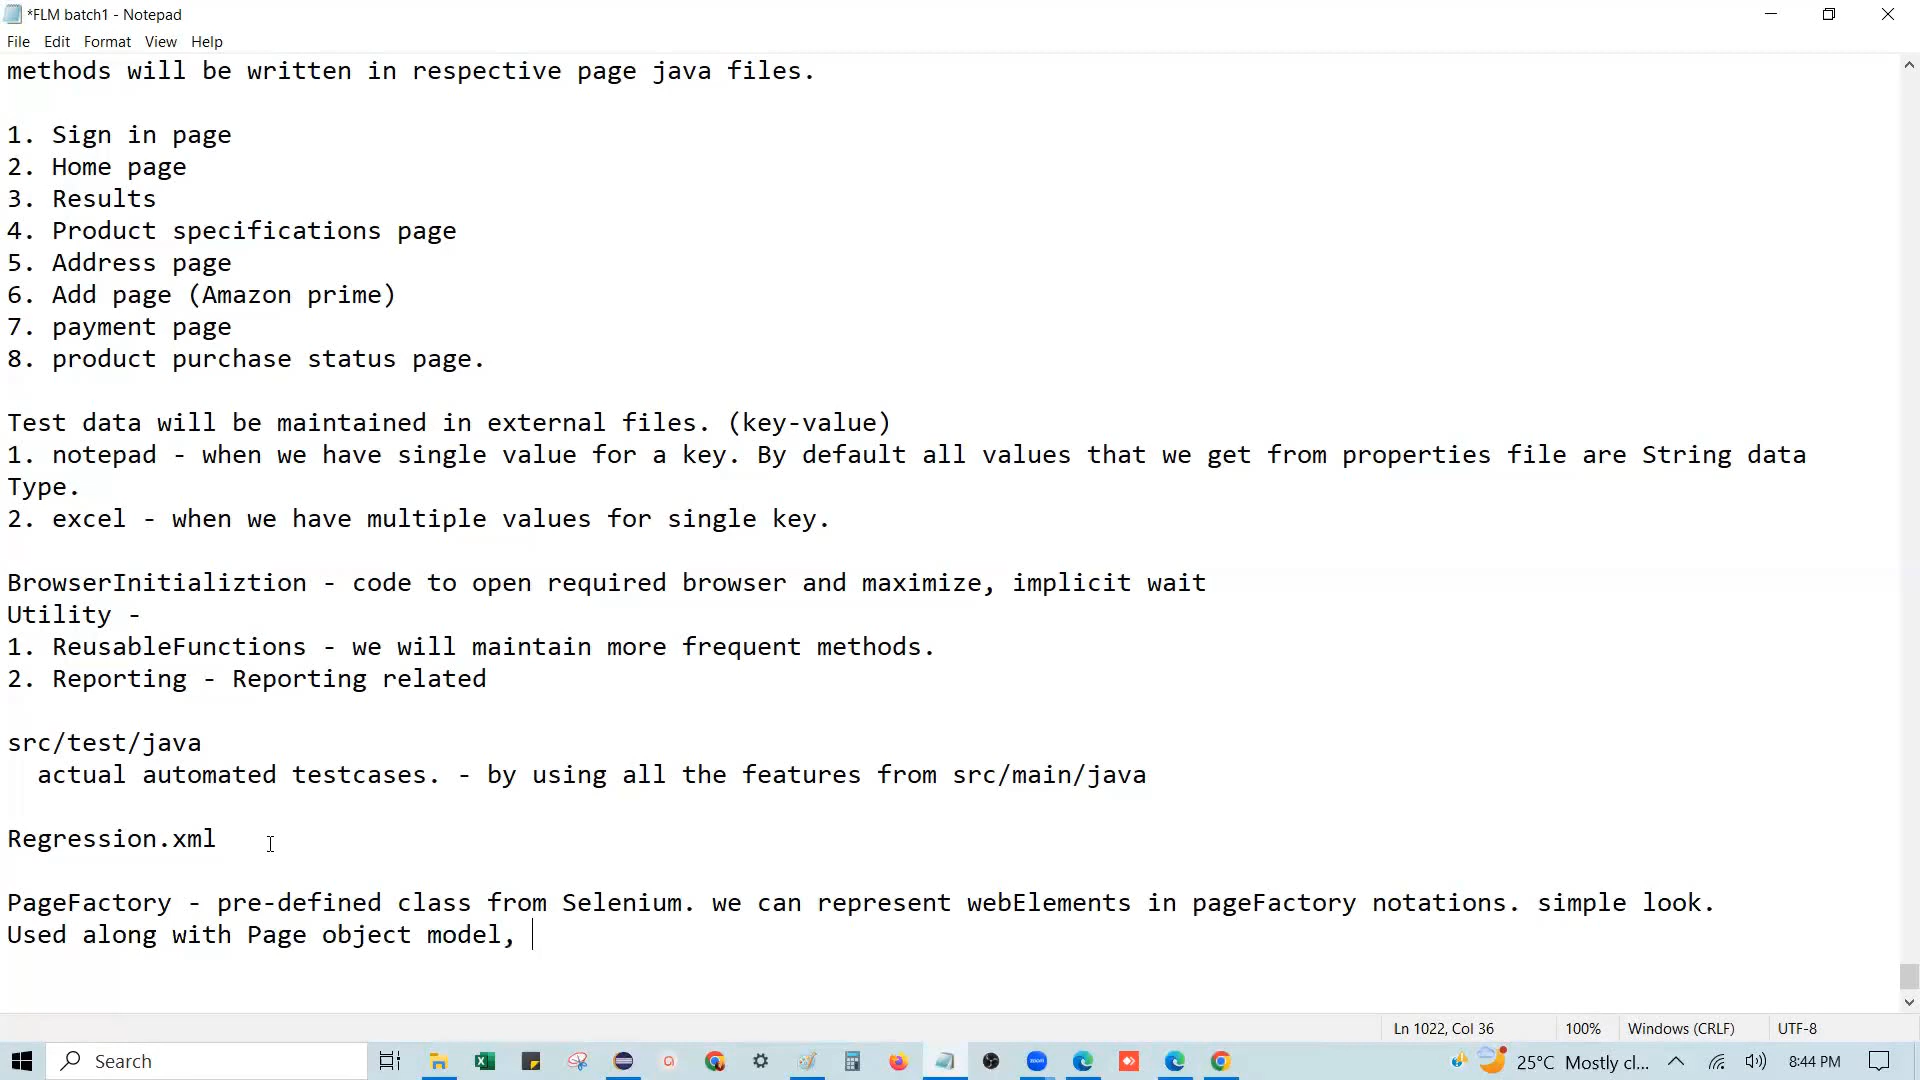 *FLM batch1 - Notepad
File Edit Format View Help
methods will be written in respective page java files.
1. Sign in page
2. Home page
3. Results
4. Product specifications page
5. Address page
6. Add page (Amazon prime)
7. payment page
8. product purchase status page.
Test data will be maintained in external files. (key-value)
1. notepad - when we have single value for a key. By default all values that we get from properties file are String data
Type.
2. excel - when we have multiple values for single key.
BrowserInitializtion - code to open required browser and maximize, implicit wait
Utility -
1. ReusableFunctions - we will maintain more frequent methods.
2. Reporting - Reporting related
src/test/java
actual automated testcases. - by using all the features from src/main/java
Regression.xml
PageFactory - pre-defined class from Selenium. we can represent webElements in pageFactory notations. simple look.
Used along with Page object model,
Ln 1022, Col 36 100% Windows (CRLF) UTF-8
Search 25°C Mostly cl... 8:44 PM